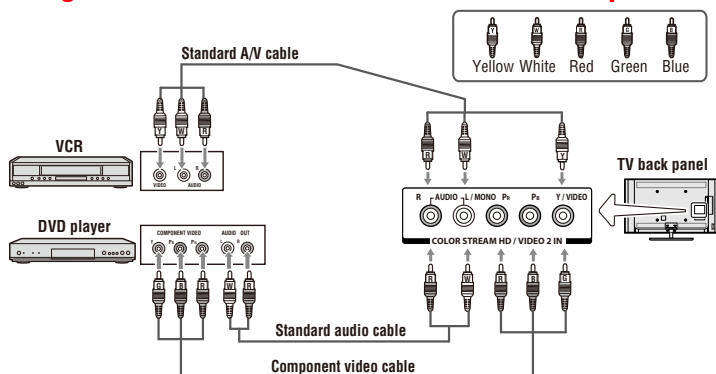 Standard A/V cable
Y W R B G
Yellow White Red Green Blue
VCR
Y W R
L R
VIDEO AUDIO
R W Y
TV back panel
R AUDIO L / MONO PR PB Y / VIDEO
COLOR STREAM HD / VIDEO 2 IN
DVD player
COMPONENT VIDEO AUDIO OUT
Y PB PR L R
G B R W R
R W R B G
Standard audio cable
Component video cable